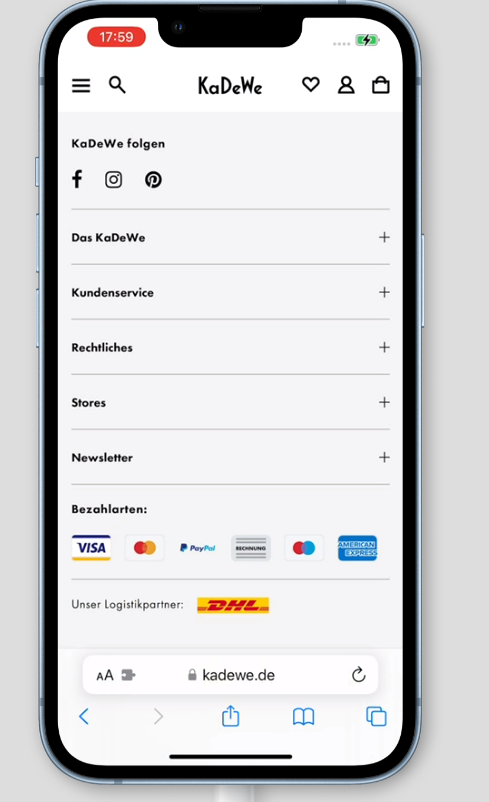 17:59
KaDeWe
KaDeWe folgen
Das KaDeWe
Kundenservice
Rechtliches
Stores
Newsletter
Bezahlarten:
VISA PayPal RECHNUNG AMERICAN EXPRESS
Unser Logistikpartner: DHL
AA kadewe.de